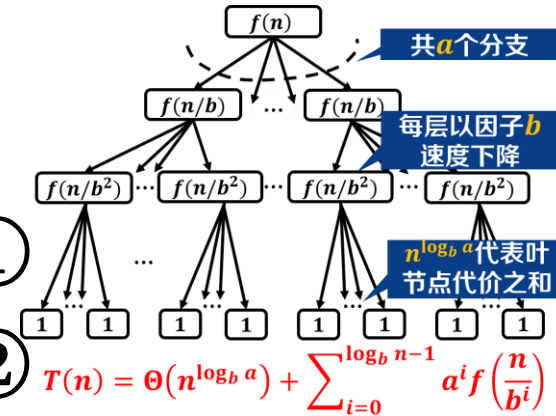 f(n)
共a个分支
f(n/b) ... f(n/b)
每层以因子b
速度下降
f(n/b²) ... f(n/b²) ... f(n/b²) ... f(n/b²)
n^{log_b a}代表叶
节点代价之和
...
... ... ... ...
1 1 1 1 1 1 1 1
2
T(n) = Θ(n^{log_b a}) + ∑_{i=0}^{log_b n−1} a^i f(n/b^i)